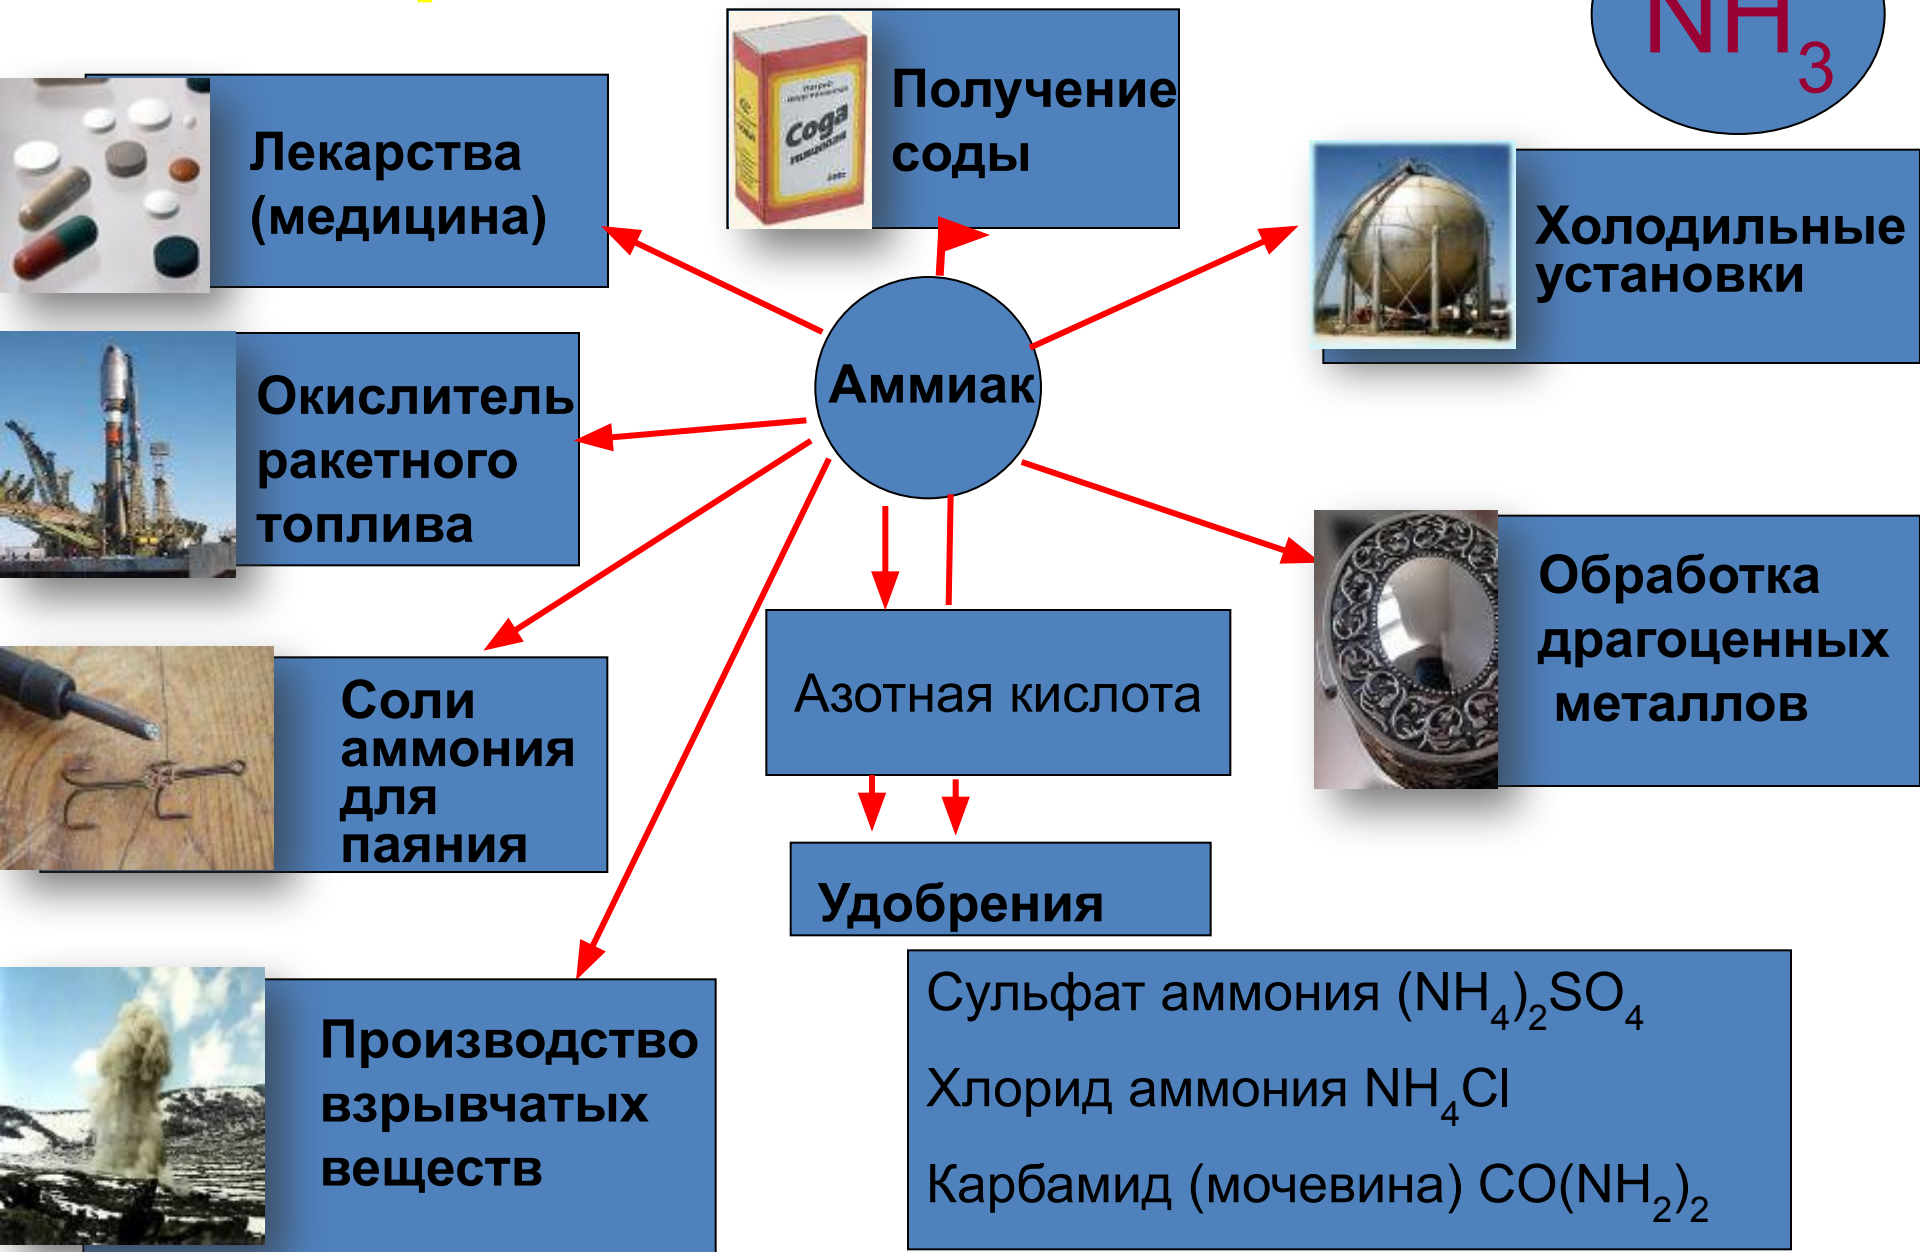 NH3
Получение
соды
Сода
Лекарства
(медицина)
Холодильные
установки
Аммиак
Окислитель
ракетного
топлива
Обработка
драгоценных
металлов
Соли
аммония
для
паяния
Азотная кислота
Удобрения
Производство
взрывчатых
веществ
Сульфат аммония (NH4)2SO4
Хлорид аммония NH4Cl
Карбамид (мочевина) CO(NH2)2